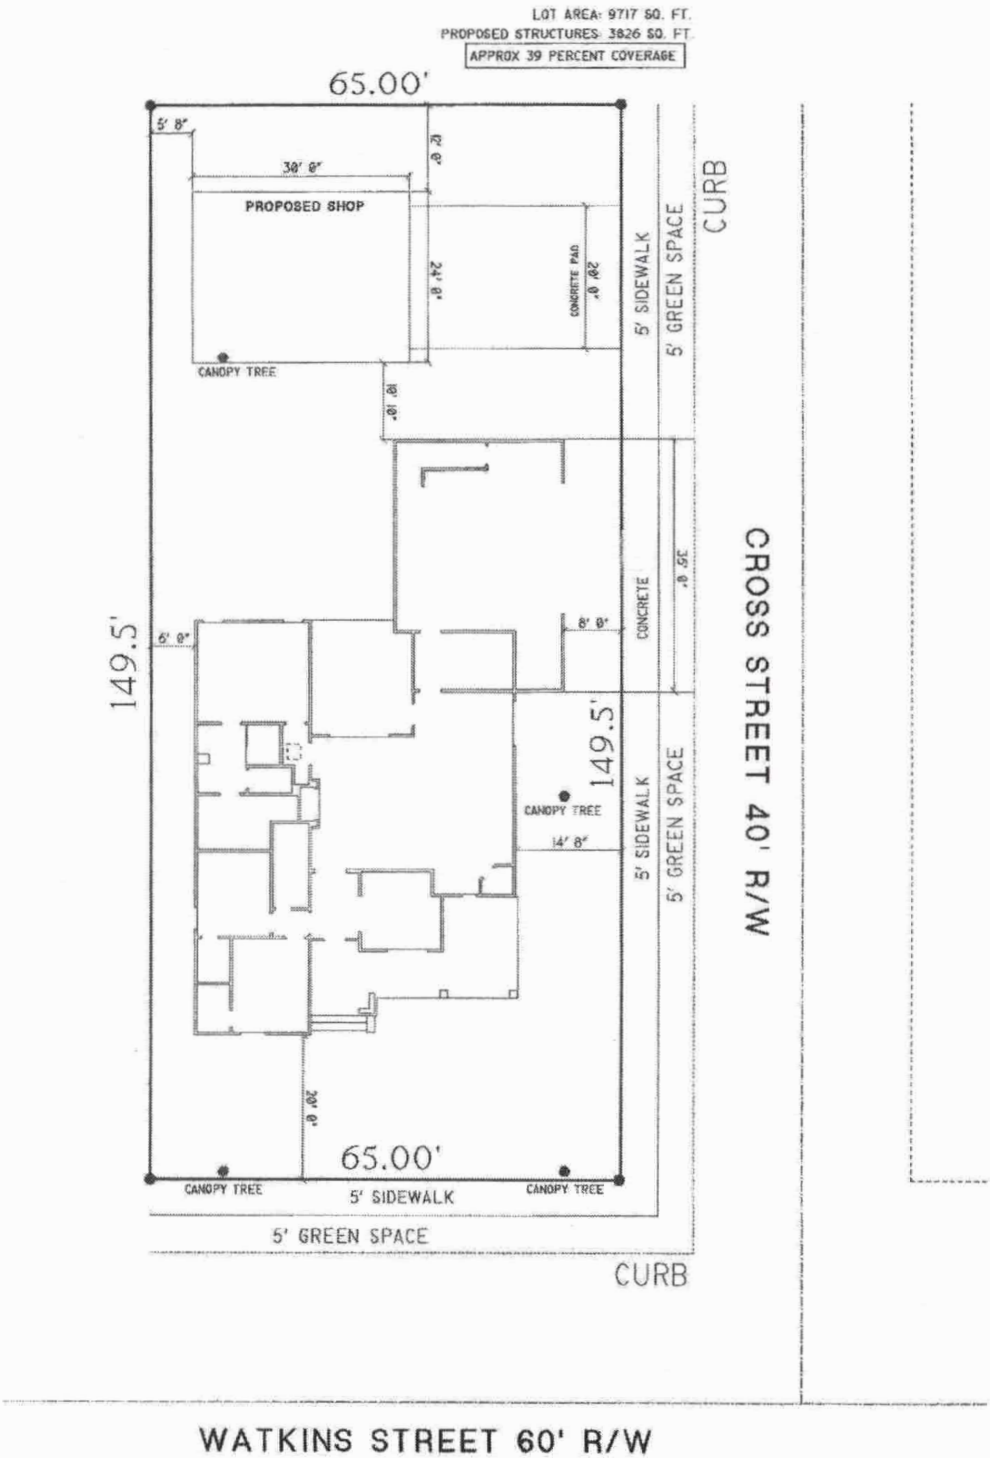 LOT AREA: 9717 SQ. FT.
PROPOSED STRUCTURES: 3826 SQ. FT.
APPROX 39 PERCENT COVERAGE
65.00'
5' 8"
12' 0"
30' 0"
PROPOSED SHOP
24' 0"
CONCRETE PAD
20' 0"
5' SIDEWALK
5' GREEN SPACE
CURB
CANOPY TREE
10' 10"
35' 0"
CONCRETE
8' 0"
6' 0"
149.5'
149.5'
CROSS STREET 40' R/W
CANOPY TREE
14' 8"
5' SIDEWALK
5' GREEN SPACE
20' 0"
65.00'
CANOPY TREE
5' SIDEWALK
CANOPY TREE
5' GREEN SPACE
CURB
WATKINS STREET 60' R/W